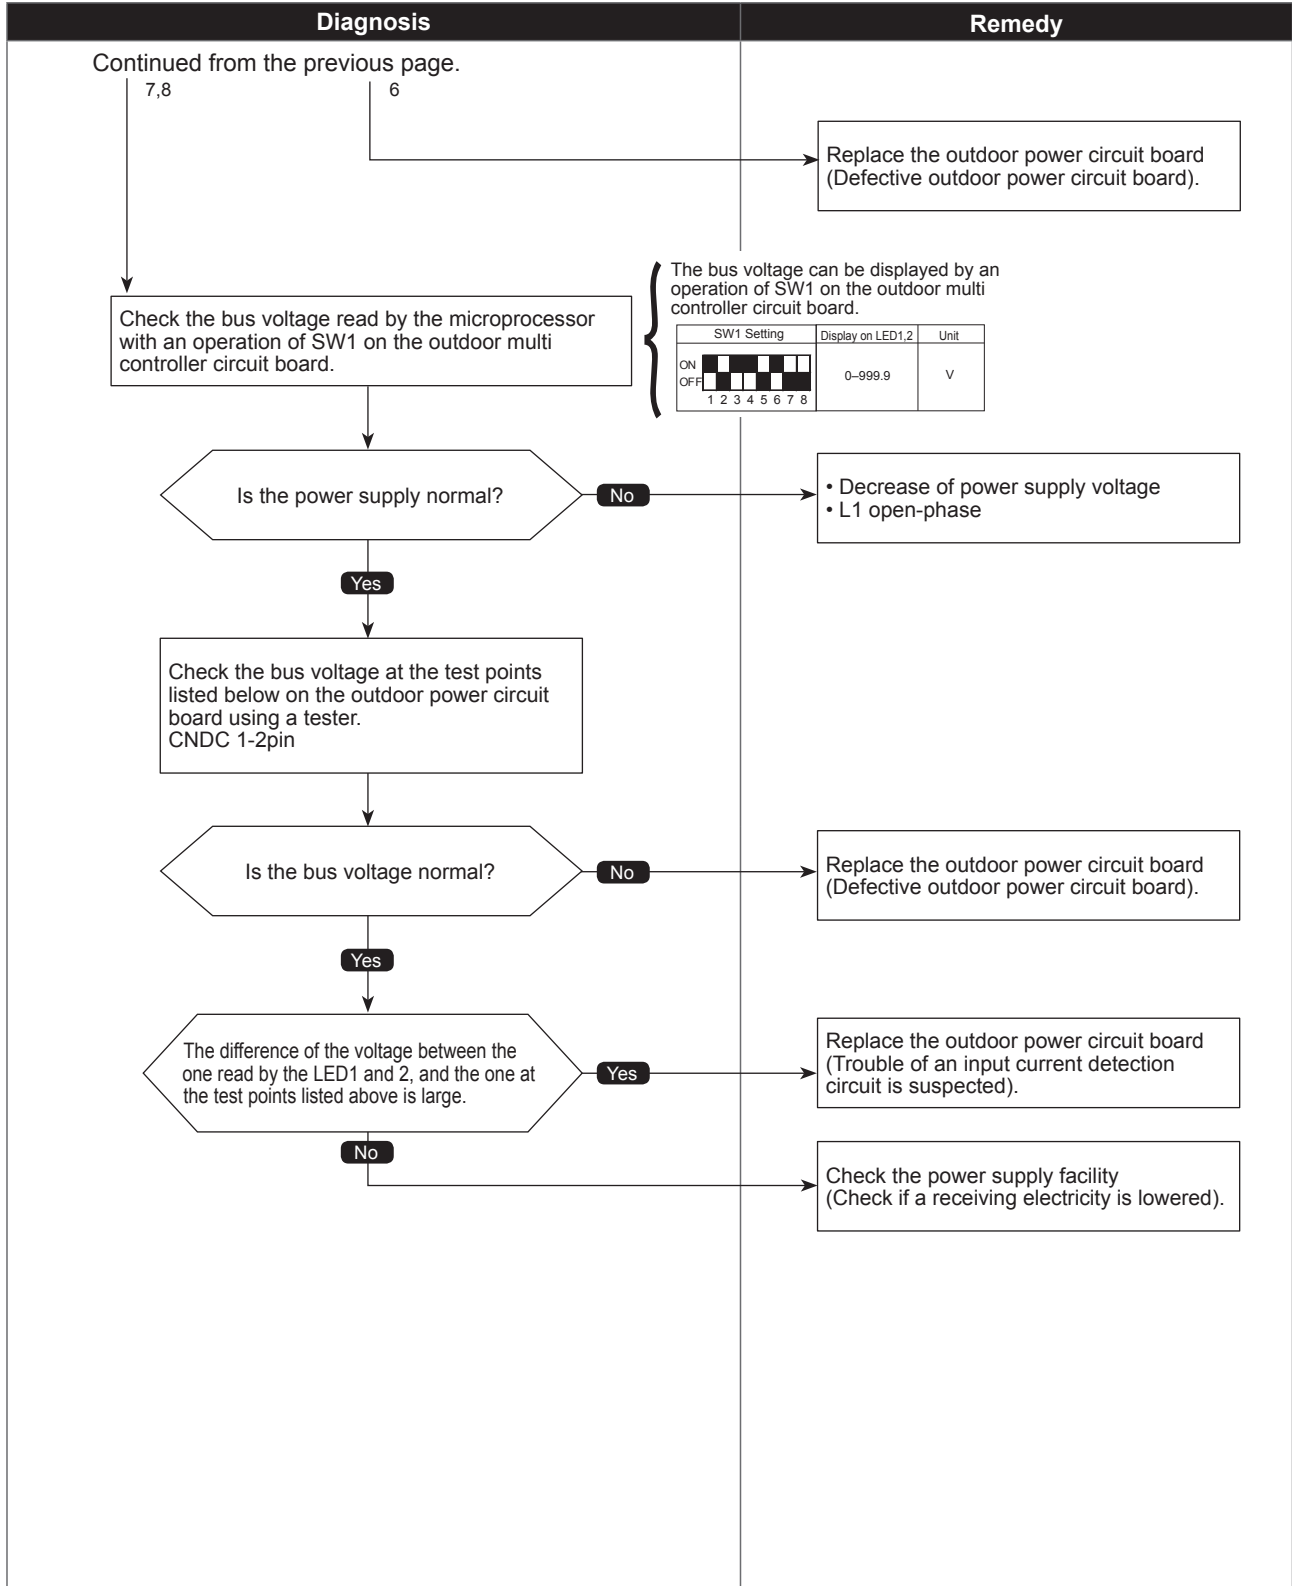 Diagnosis
Remedy
Continued from the previous page.
7,8
6
Replace the outdoor power circuit board
(Defective outdoor power circuit board).
The bus voltage can be displayed by an
operation of SW1 on the outdoor multi
controller circuit board.
SW1 Setting
Display on LED1,2
Unit
ON
OFF
1 2 3 4 5 6 7 8
0–999.9
V
Check the bus voltage read by the microprocessor
with an operation of SW1 on the outdoor multi
controller circuit board.
Is the power supply normal?
No
• Decrease of power supply voltage
• L1 open-phase
Yes
Check the bus voltage at the test points
listed below on the outdoor power circuit
board using a tester.
CNDC 1-2pin
Is the bus voltage normal?
No
Replace the outdoor power circuit board
(Defective outdoor power circuit board).
Yes
The difference of the voltage between the
one read by the LED1 and 2, and the one at
the test points listed above is large.
Yes
Replace the outdoor power circuit board
(Trouble of an input current detection
circuit is suspected).
No
Check the power supply facility
(Check if a receiving electricity is lowered).